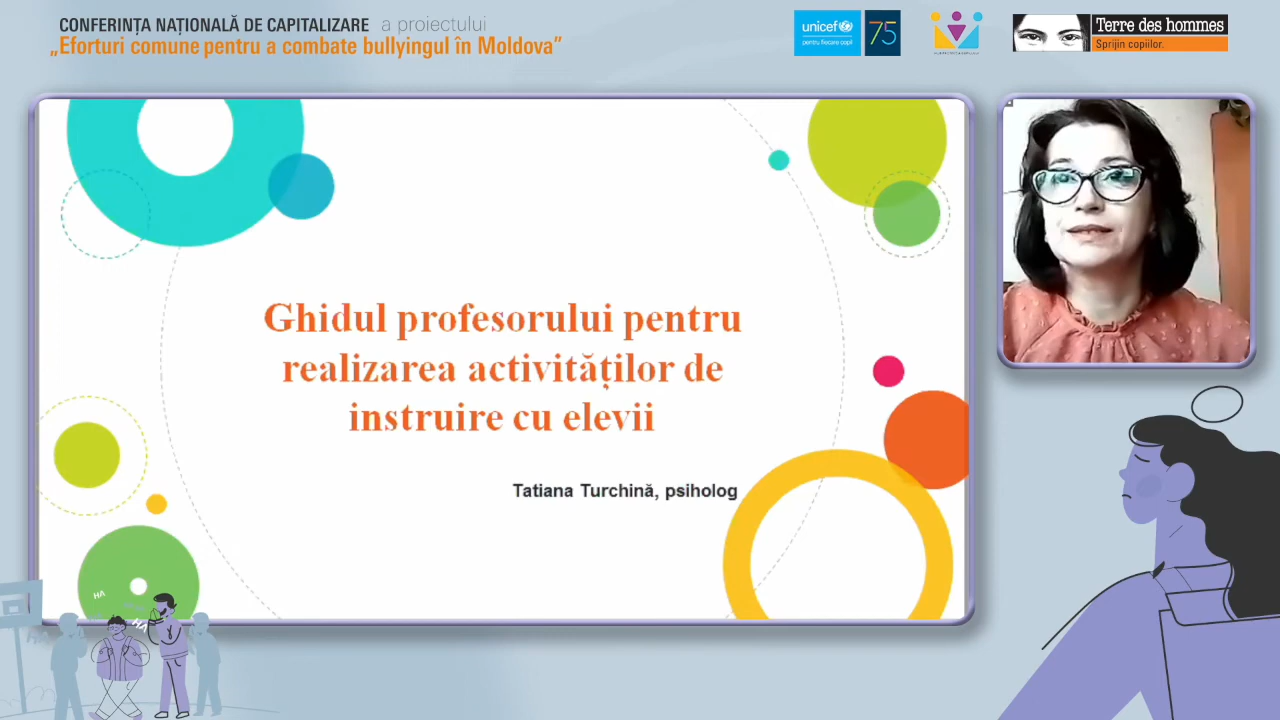 CONFERINȚA NAȚIONALĂ DE CAPITALIZARE a proiectului
„Eforturi comune pentru a combate bullyingul în Moldova”
unicef
pentru fiecare copil
75
Terre des hommes
Sprijin copiilor.
Ghidul profesorului pentru
realizarea activităților de
instruire cu elevii
Tatiana Turchină, psiholog
HA
HA